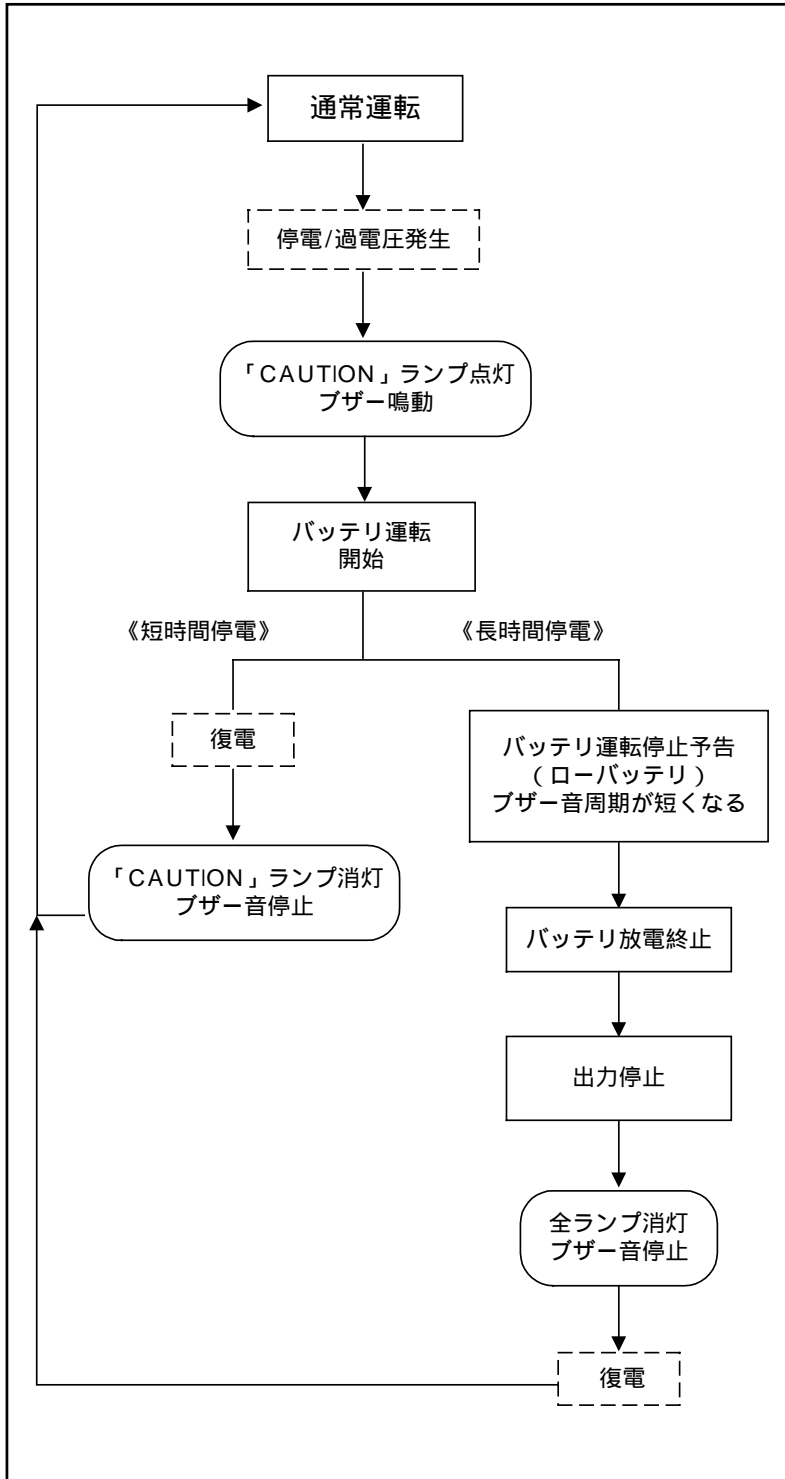 通常運転
停電/過電圧発生
「CAUTION」ランプ点灯
ブザー鳴動
バッテリ運転
開始
《短時間停電》
《長時間停電》
復電
「CAUTION」ランプ消灯
ブザー音停止
バッテリ運転停止予告
(ローバッテリ)
ブザー音周期が短くなる
バッテリ放電終止
出力停止
全ランプ消灯
ブザー音停止
復電